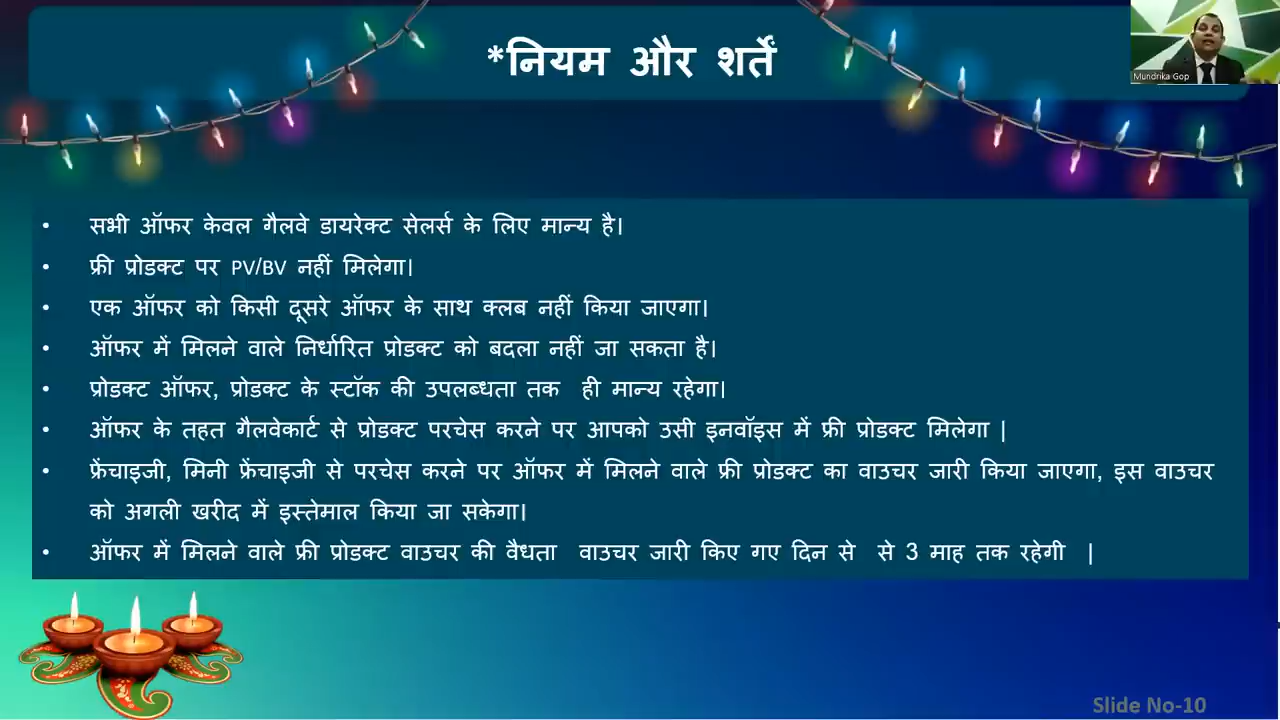 *नियम और शर्तें
Mundrika Gop
• सभी ऑफर केवल गैलवे डायरेक्ट सेलर्स के लिए मान्य है।
• फ्री प्रोडक्ट पर PV/BV नहीं मिलेगा।
• एक ऑफर को किसी दूसरे ऑफर के साथ क्लब नहीं किया जाएगा।
• ऑफर में मिलने वाले निर्धारित प्रोडक्ट को बदला नहीं जा सकता है।
• प्रोडक्ट ऑफर, प्रोडक्ट के स्टॉक की उपलब्धता तक ही मान्य रहेगा।
• ऑफर के तहत गैलवेकार्ट से प्रोडक्ट परचेस करने पर आपको उसी इनवॉइस में फ्री प्रोडक्ट मिलेगा |
• फ्रेंचाइजी, मिनी फ्रेंचाइजी से परचेस करने पर ऑफर में मिलने वाले फ्री प्रोडक्ट का वाउचर जारी किया जाएगा, इस वाउचर
को अगली खरीद में इस्तेमाल किया जा सकेगा।
• ऑफर में मिलने वाले फ्री प्रोडक्ट वाउचर की वैधता वाउचर जारी किए गए दिन से से 3 माह तक रहेगी |
Slide No-10